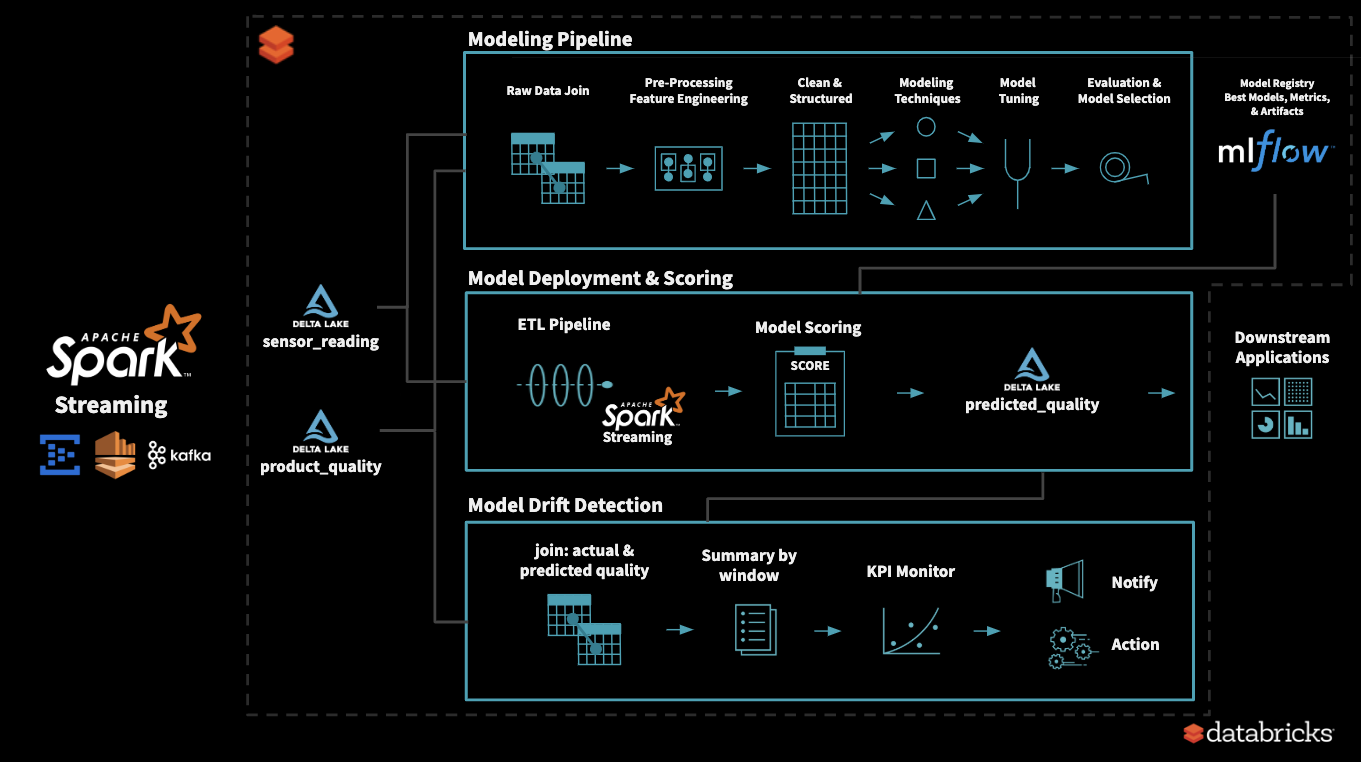 Modeling Pipeline
Raw Data Join
Pre-Processing
Feature Engineering
Clean &
Structured
Modeling
Techniques
Model
Tuning
Evaluation &
Model Selection
Model Registry
Best Models, Metrics,
& Artifacts
mlflow™
APACHE
Spark™
Streaming
kafka
DELTA LAKE
sensor_reading
DELTA LAKE
product_quality
Model Deployment & Scoring
ETL Pipeline
APACHE
Spark
Streaming
Model Scoring
SCORE
DELTA LAKE
predicted_quality
Downstream
Applications
Model Drift Detection
join: actual &
predicted quality
Summary by
window
KPI Monitor
Notify
Action
databricks